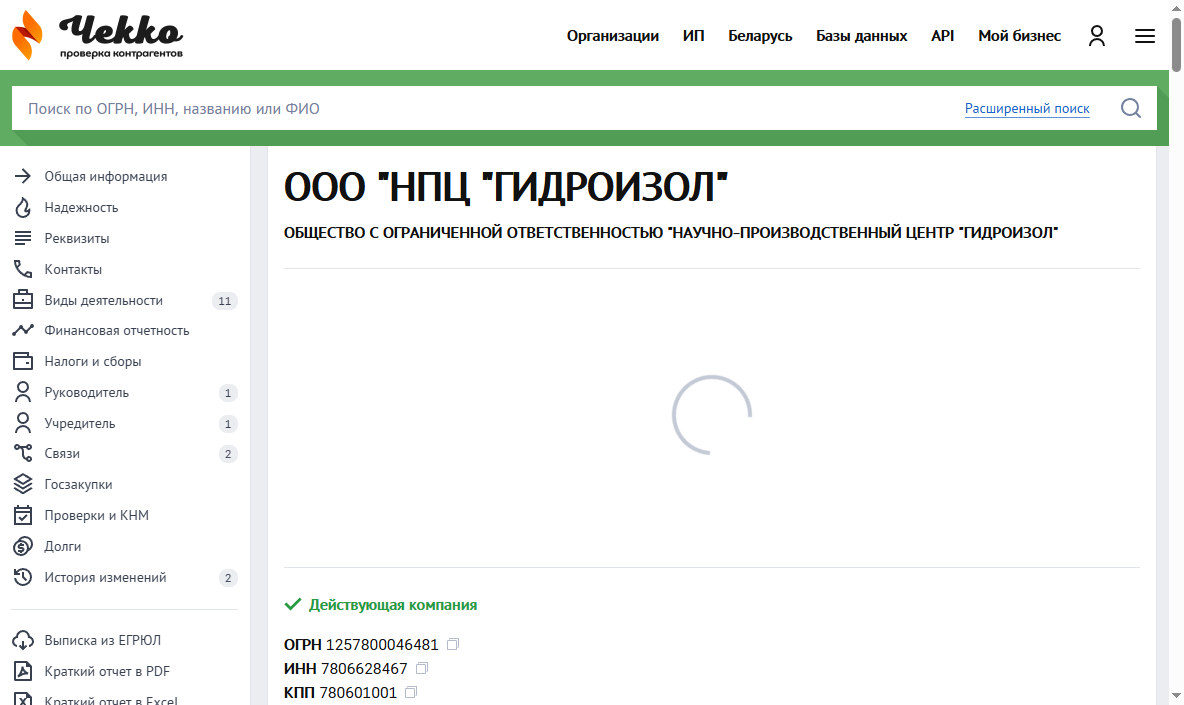 Чекко
проверка контрагентов
Организации ИП Беларусь Базы данных API Мой бизнес
Поиск по ОГРН, ИНН, названию или ФИО Расширенный поиск
Общая информация
Надежность
Реквизиты
Контакты
Виды деятельности 11
Финансовая отчетность
Налоги и сборы
Руководитель 1
Учредитель 1
Связи 2
Госзакупки
Проверки и КНМ
Долги
История изменений 2
Выписка из ЕГРЮЛ
Краткий отчет в PDF
Краткий отчет в Excel
ООО "НПЦ "ГИДРОИЗОЛ"
ОБЩЕСТВО С ОГРАНИЧЕННОЙ ОТВЕТСТВЕННОСТЬЮ "НАУЧНО-ПРОИЗВОДСТВЕННЫЙ ЦЕНТР "ГИДРОИЗОЛ"
Действующая компания
ОГРН 1257800046481
ИНН 7806628467
КПП 780601001